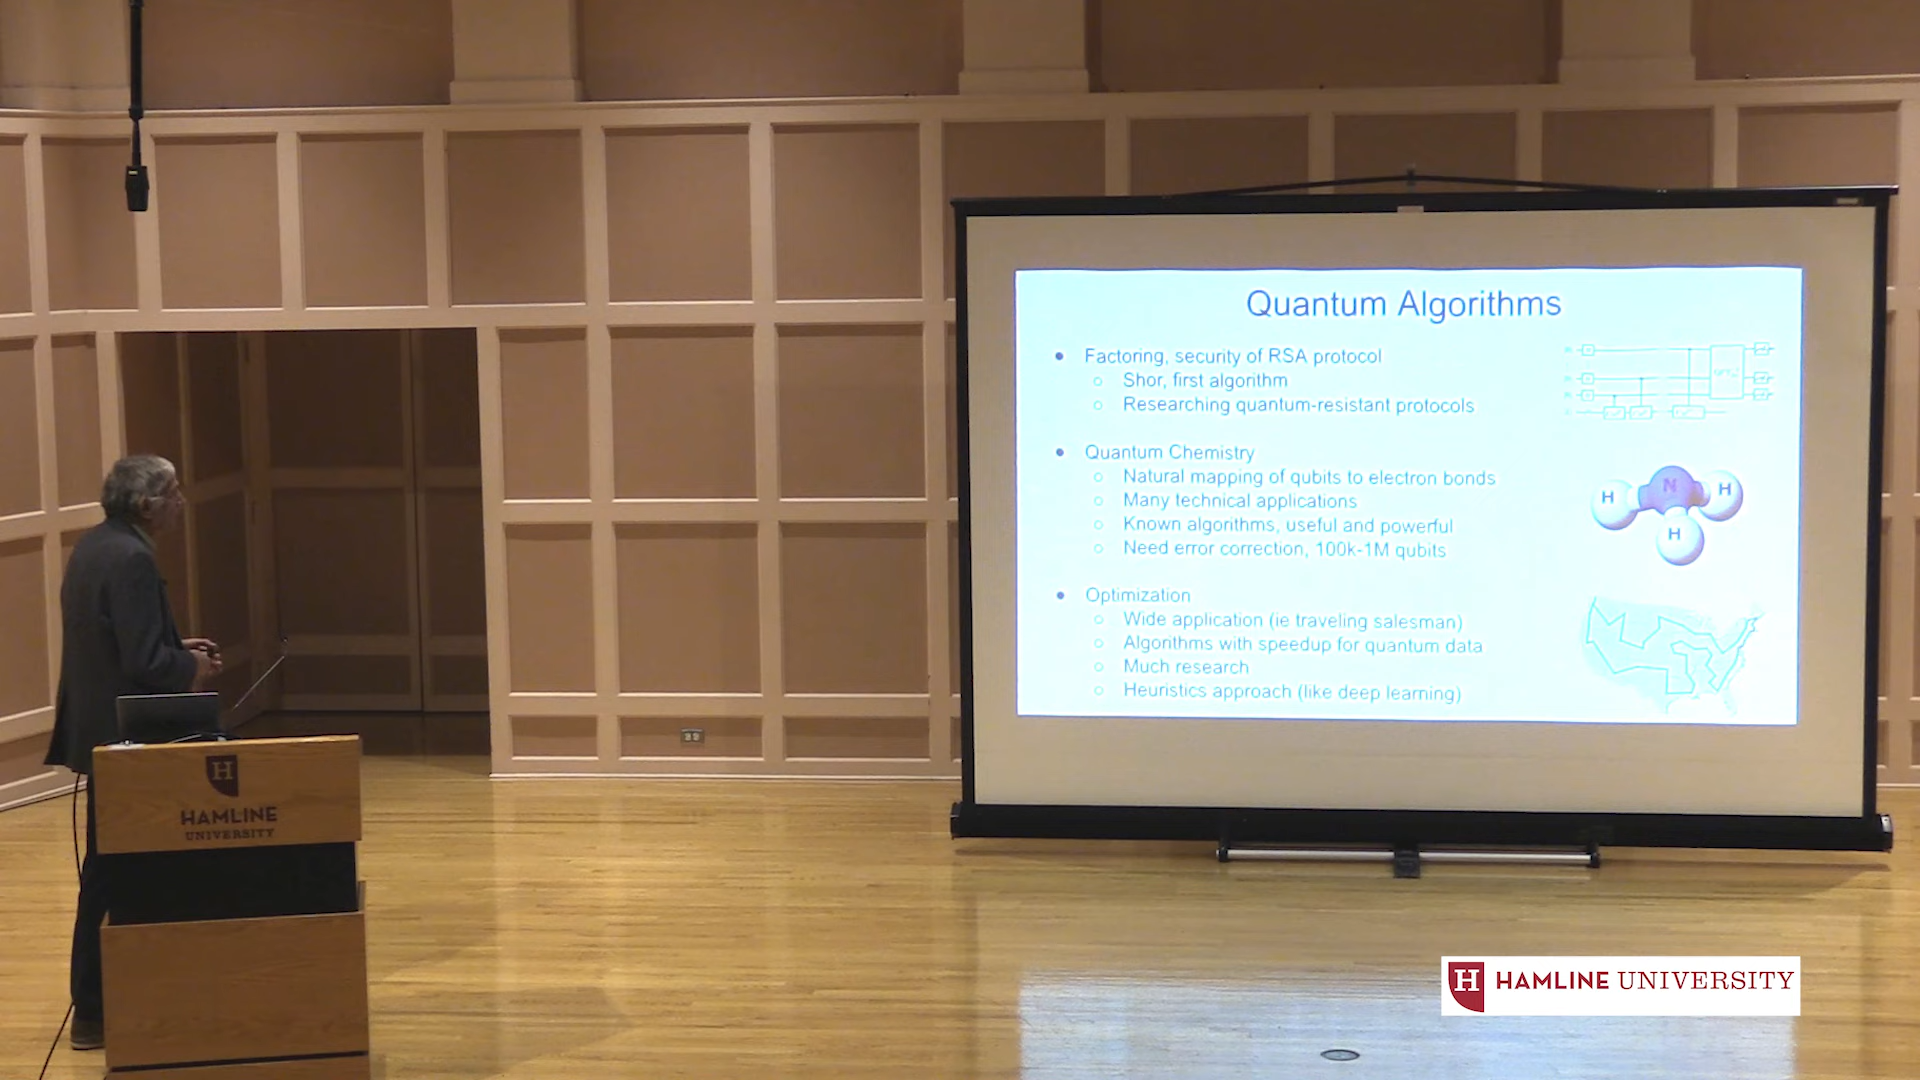 Quantum Algorithms
• Factoring, security of RSA protocol
○ Shor, first algorithm
○ Researching quantum-resistant protocols
• Quantum Chemistry
○ Natural mapping of qubits to electron bonds
○ Many technical applications
○ Known algorithms, useful and powerful
○ Need error correction, 100k-1M qubits
N
H
H
H
• Optimization
○ Wide application (ie traveling salesman)
○ Algorithms with speedup for quantum data
○ Much research
○ Heuristics approach (like deep learning)
H
HAMLINE
UNIVERSITY
H HAMLINE UNIVERSITY